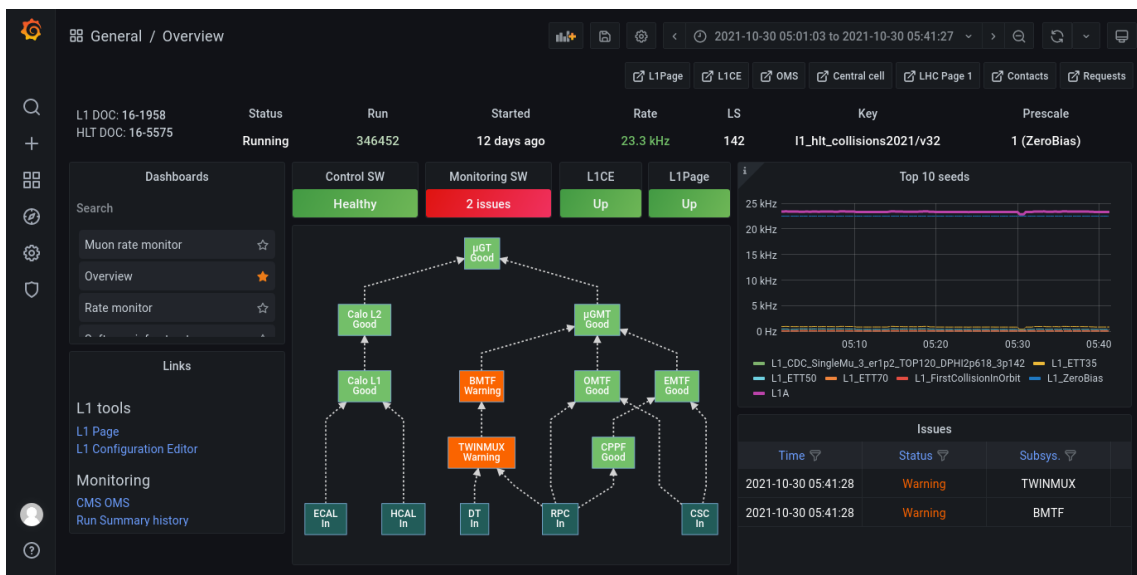 General / Overview
2021-10-30 05:01:03 to 2021-10-30 05:41:27
L1Page L1CE OMS Central cell LHC Page 1 Contacts Requests
L1 DOC: 16-1958
HLT DOC: 16-5575
Status Run Started Rate LS Key Prescale
Running 346452 12 days ago 23.3 kHz 142 l1_hlt_collisions2021/v32 1 (ZeroBias)
Dashboards
Search
Muon rate monitor
Overview
Rate monitor
Links
L1 tools
L1 Page
L1 Configuration Editor
Monitoring
CMS OMS
Run Summary history
Control SW Monitoring SW L1CE L1Page
Healthy 2 issues Up Up
µGT
Good
Calo L2
Good
µGMT
Good
Calo L1
Good
BMTF
Warning
OMTF
Good
EMTF
Good
TWINMUX
Warning
CPPF
Good
ECAL
In
HCAL
In
DT
In
RPC
In
CSC
In
Top 10 seeds
25 kHz
20 kHz
15 kHz
10 kHz
5 kHz
0 Hz
05:10 05:20 05:30 05:40
L1_CDC_SingleMu_3_er1p2_TOP120_DPHI2p618_3p142 L1_ETT35
L1_ETT50 L1_ETT70 L1_FirstCollisionInOrbit L1_ZeroBias
L1A
Issues
Time Status Subsys.
2021-10-30 05:41:28 Warning TWINMUX
2021-10-30 05:41:28 Warning BMTF